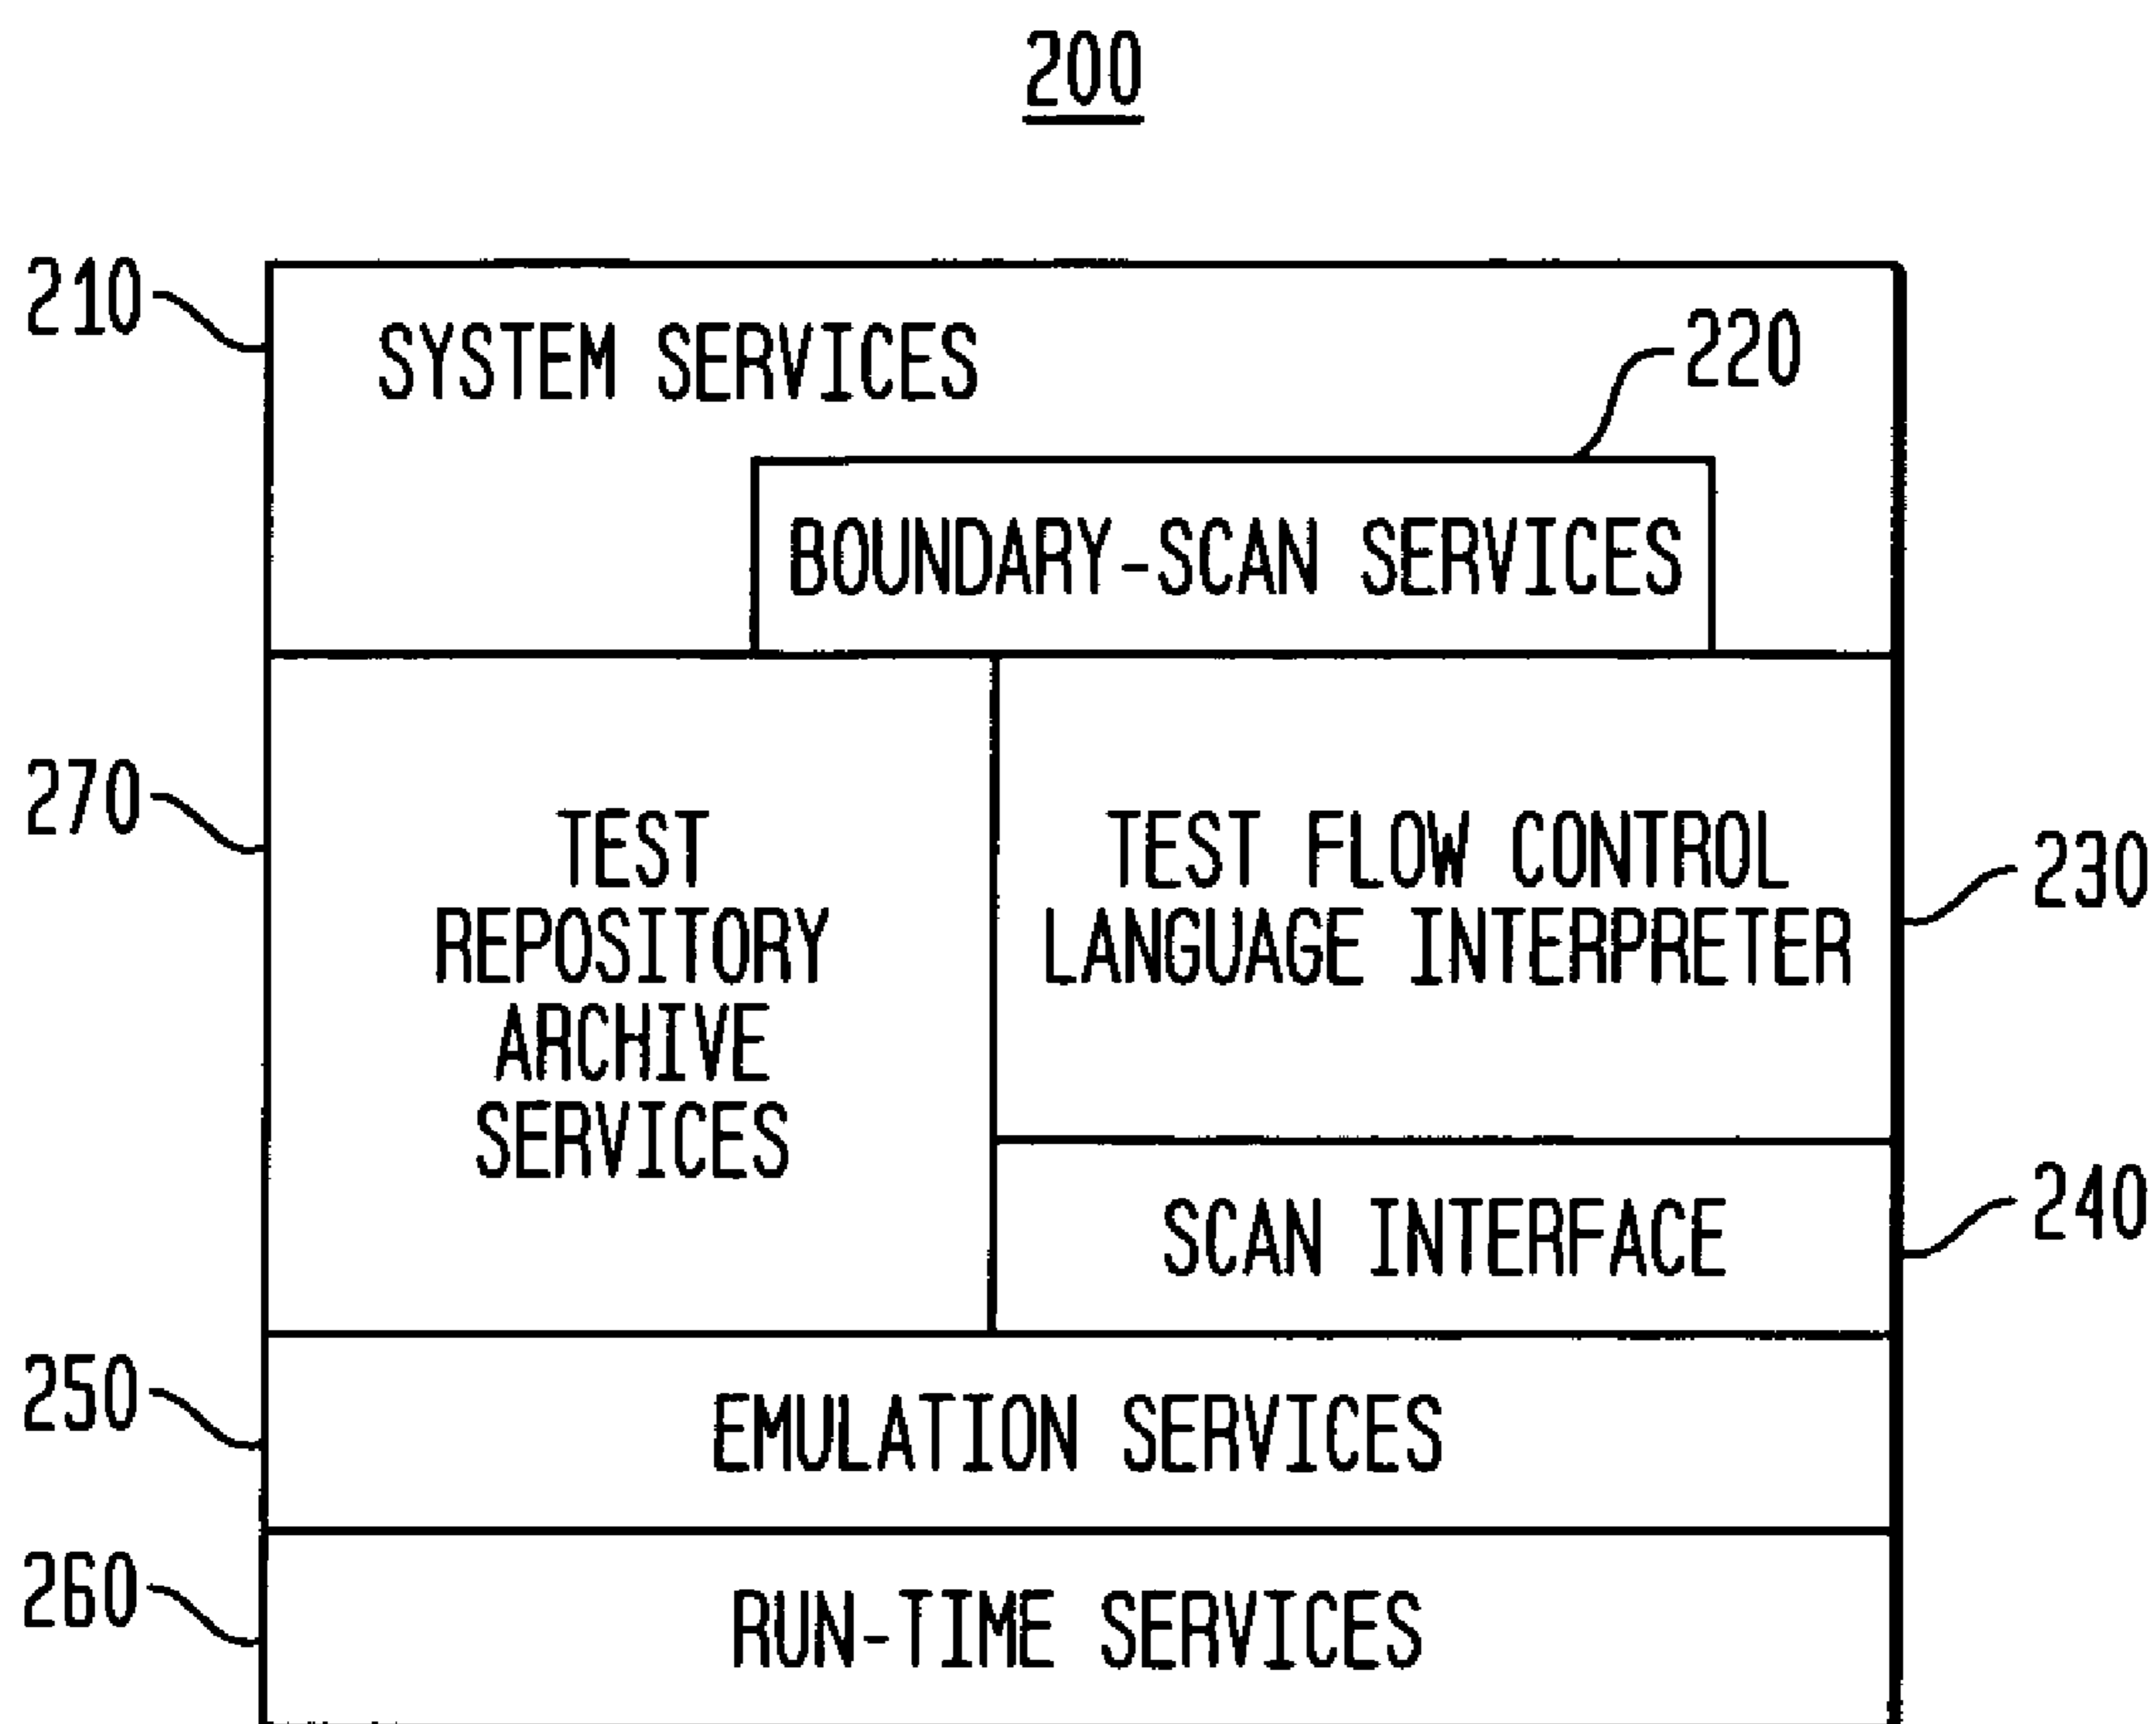 200
210
SYSTEM SERVICES
220
BOUNDARY-SCAN SERVICES
270
TEST
REPOSITORY
ARCHIVE
SERVICES
TEST FLOW CONTROL
LANGUAGE INTERPRETER
230
SCAN INTERFACE
240
250
EMULATION SERVICES
260
RUN-TIME SERVICES